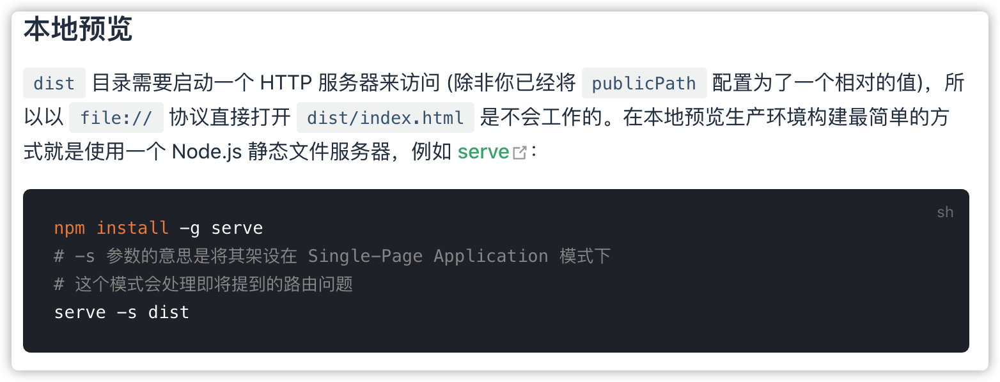 本地预览
dist 目录需要启动一个 HTTP 服务器来访问 (除非你已经将 publicPath 配置为了一个相对的值)，所
以以 file:// 协议直接打开 dist/index.html 是不会工作的。在本地预览生产环境构建最简单的方
式就是使用一个 Node.js 静态文件服务器，例如 serve：
sh
npm install -g serve
# -s 参数的意思是将其架设在 Single-Page Application 模式下
# 这个模式会处理即将提到的路由问题
serve -s dist